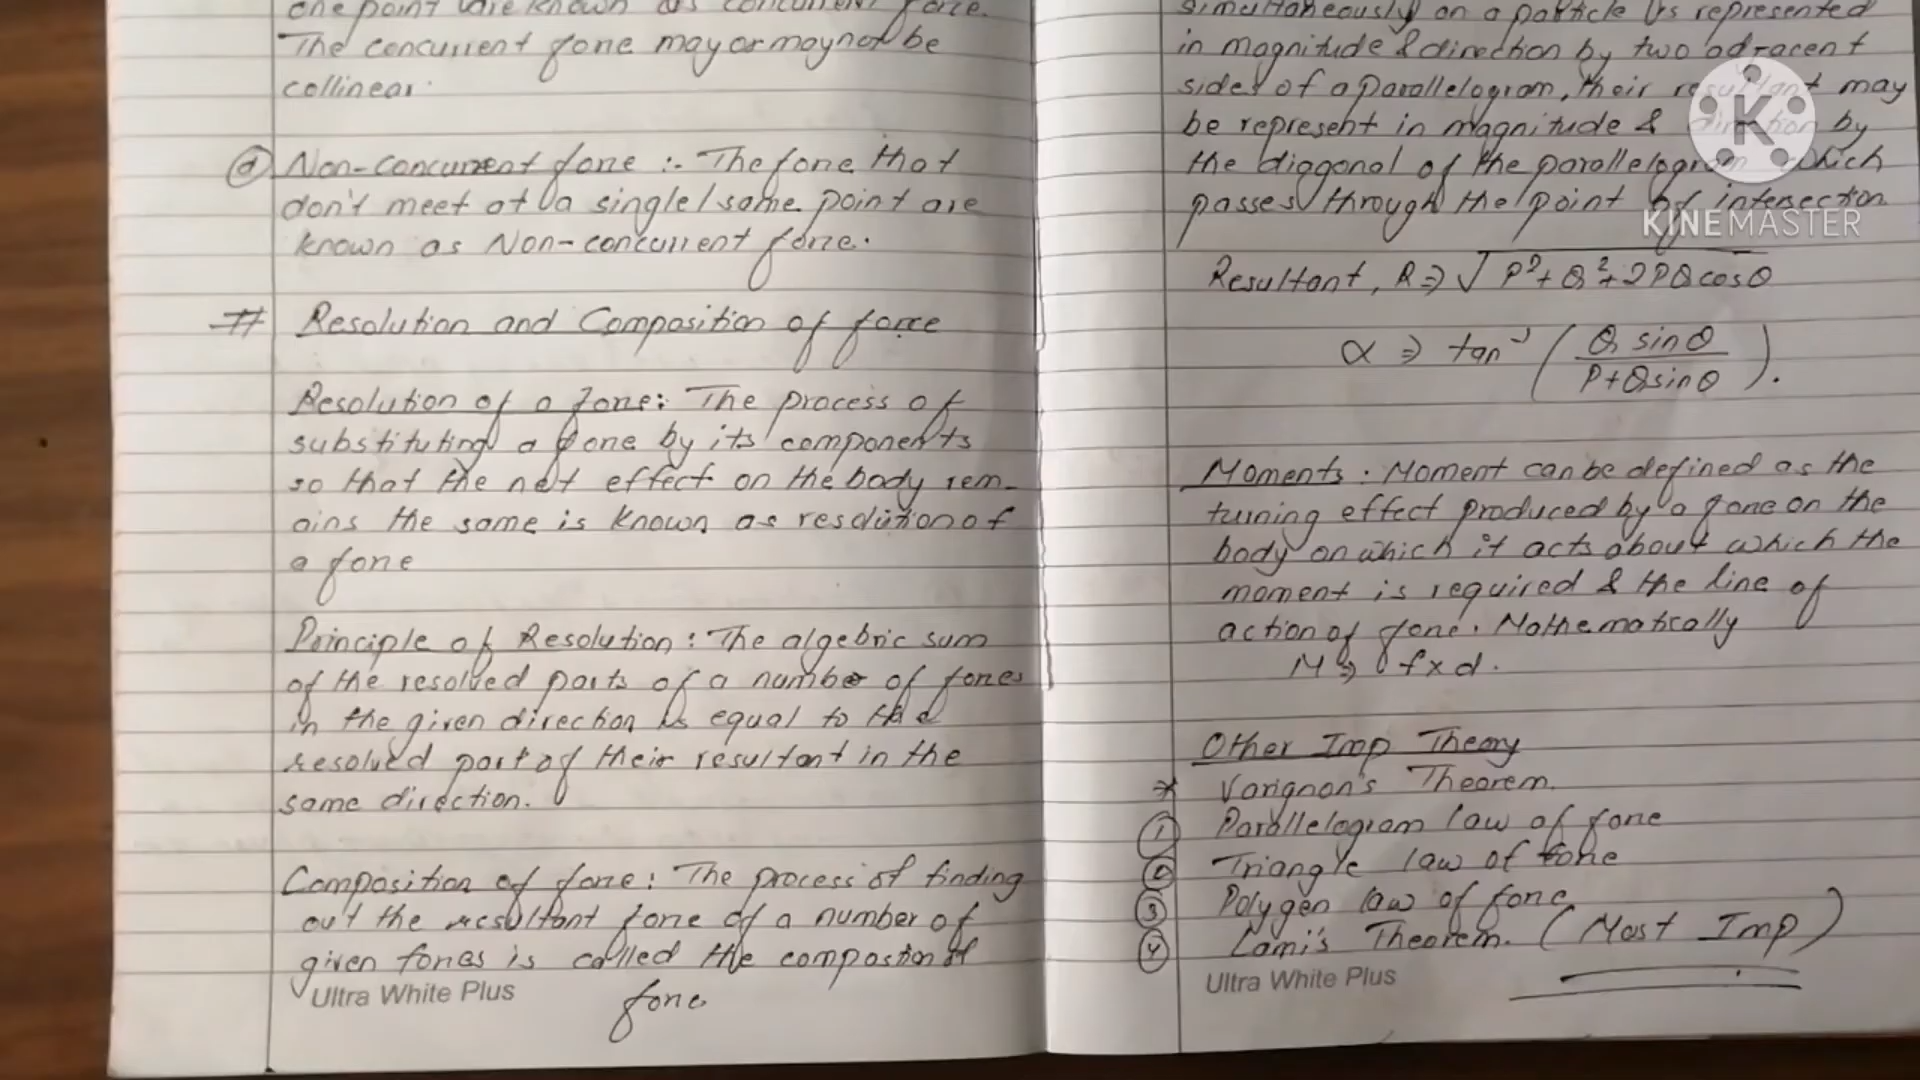 one point are known as concurrent force.
The concurrent force may or may not be
collinear.
d Non-concurrent force :- The force that
don't meet at a single/same point are
known as Non-concurrent force.
# Resolution and Composition of force
Resolution of a force: The process of
substituting a force by its components
so that the net effect on the body rem-
ains the same is known as resolution of
a force
Principle of Resolution: The algebric sum
of the resolved parts of a number of forces
in the given direction is equal to the
resolved part of their resultant in the
same direction.
Composition of force: The process of finding
out the resultant force of a number of
given forces is called the compostion of
force
Ultra White Plus
simultaneously on a particle is represented
in magnitude & direction by two adjacent
sides of a parallelogram, their resultant may
be represent in magnitude & direction by
the diagonal of the parallelogram which
passes through the point of intersection
Resultant, R ⇒ √P²+Q²+2PQcosθ
α ⇒ tan⁻¹ (Q sinθ / P+Qsinθ).
Moments: Moment can be defined as the
turning effect produced by a force on the
body on which it acts about which the
moment is required & the line of
action of force. Mathematically
M ⇒ f x d.
Other Imp Theory
* Varignon's Theorem.
1 Parallelogram law of force
2 Triangle law of force
3 Polygen law of force
4 Lami's Theorem. (Most Imp)
Ultra White Plus
K
KINEMASTER